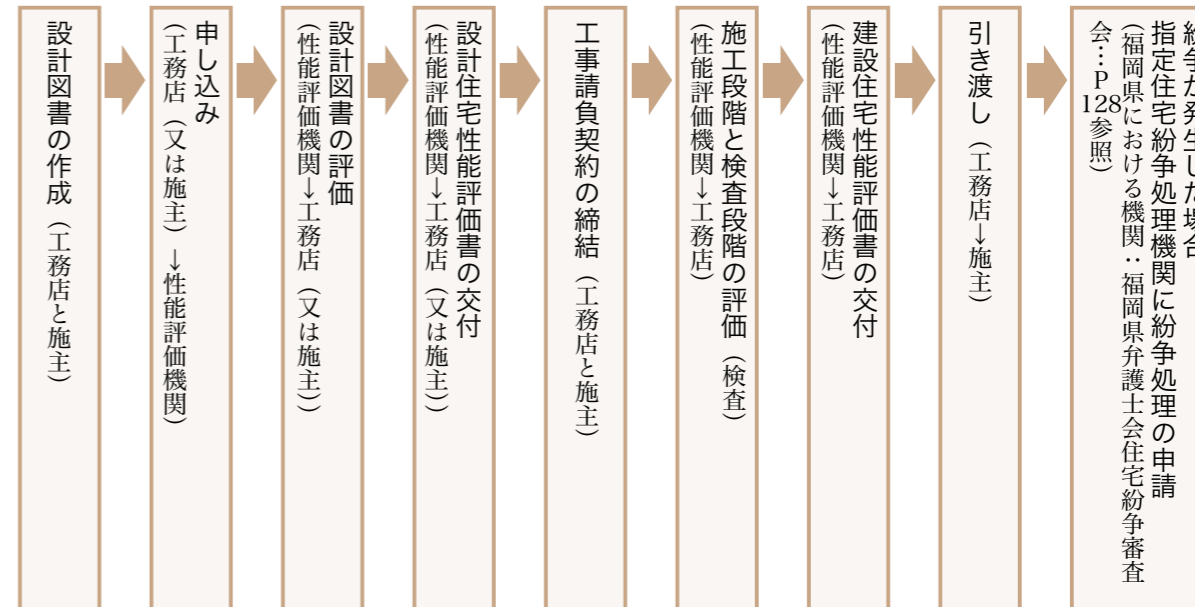 設計図書の作成（工務店と施主）
申し込み
（工務店（又は施主）→性能評価機関）
設計図書の評価
（性能評価機関→工務店（又は施主））
設計住宅性能評価書の交付
（性能評価機関→工務店（又は施主））
工事請負契約の締結（工務店と施主）
施工段階と検査段階の評価（検査）
（性能評価機関→工務店）
建設住宅性能評価書の交付
（性能評価機関→工務店）
引き渡し（工務店→施主）
紛争が発生した場合
指定住宅紛争処理機関に紛争処理の申請
（福岡県における機関：福岡県弁護士会住宅紛争審査
会…P128参照）